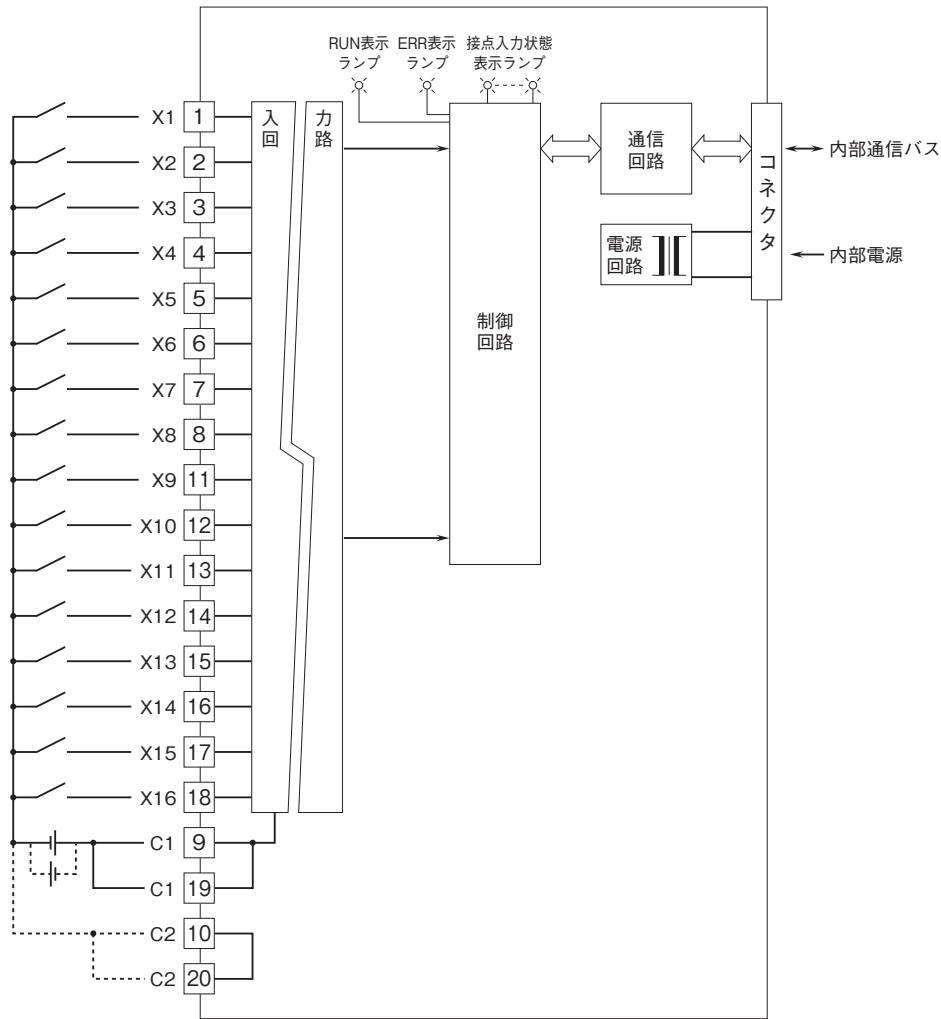 RUN表示
ランプ
ERR表示
ランプ
接点入力状態
表示ランプ
入力
回路
制御
回路
通信
回路
電源
回路
コネクタ
内部通信バス
内部電源
X1 1
X2 2
X3 3
X4 4
X5 5
X6 6
X7 7
X8 8
X9 11
X10 12
X11 13
X12 14
X13 15
X14 16
X15 17
X16 18
C1 9
C1 19
C2 10
C2 20